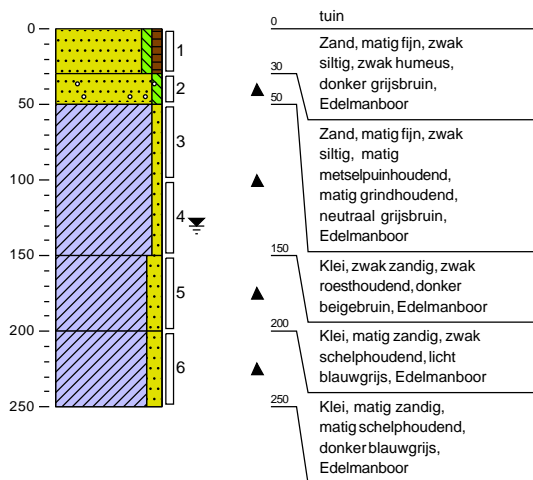 0
50
100
150
200
250
1
2
3
4
5
6
0
tuin
Zand, matig fijn, zwak
siltig, zwak humeus,
donker grijsbruin,
Edelmanboor
30
Zand, matig fijn, zwak
siltig, matig
metselpuinhoudend,
matig grindhoudend,
neutraal grijsbruin,
Edelmanboor
50
Klei, zwak zandig, zwak
roesthoudend, donker
beigebruin, Edelmanboor
150
Klei, matig zandig, zwak
schelphoudend, licht
blauwgrijs, Edelmanboor
200
Klei, matig zandig,
matig schelphoudend,
donker blauwgrijs,
Edelmanboor
250